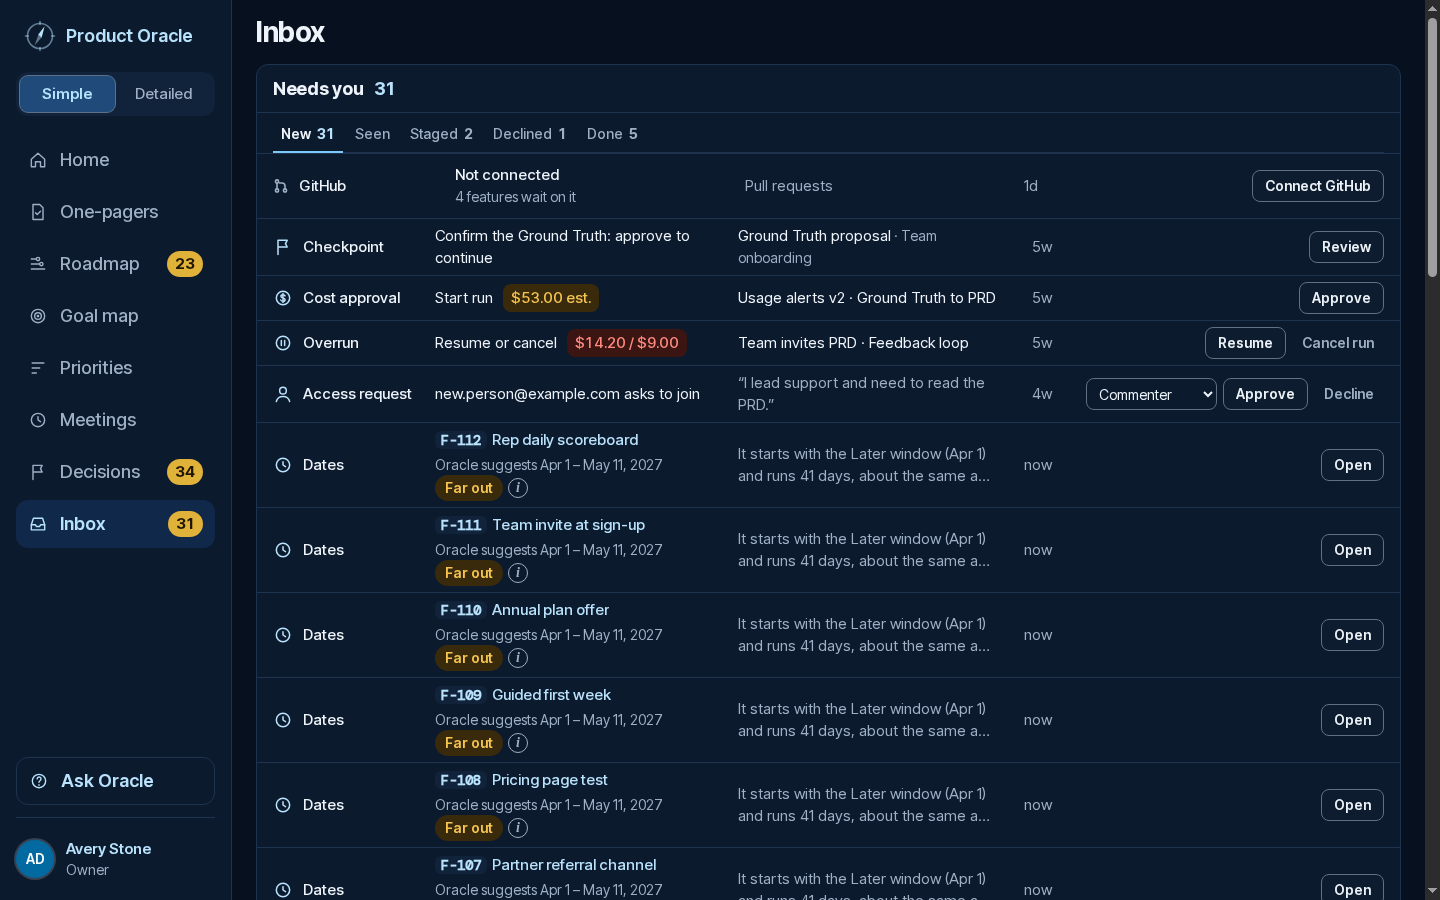 Product Oracle
Simple
Detailed
Home
One-pagers
Roadmap 23
Goal map
Priorities
Meetings
Decisions 34
Inbox 31
Ask Oracle
AD
Avery Stone
Owner
Inbox
Needs you 31
New 31
Seen
Staged 2
Declined 1
Done 5
GitHub
Not connected
4 features wait on it
Pull requests
1d
Connect GitHub
Checkpoint
Confirm the Ground Truth: approve to
continue
Ground Truth proposal · Team
onboarding
5w
Review
Cost approval
Start run $53.00 est.
Usage alerts v2 · Ground Truth to PRD
5w
Approve
Overrun
Resume or cancel $14.20 / $9.00
Team invites PRD · Feedback loop
5w
Resume
Cancel run
Access request
new.person@example.com asks to join
“I lead support and need to read the
PRD.”
4w
Commenter
Approve
Decline
Dates
F-112 Rep daily scoreboard
Oracle suggests Apr 1 – May 11, 2027
Far out i
It starts with the Later window (Apr 1)
and runs 41 days, about the same a...
now
Open
Dates
F-111 Team invite at sign-up
Oracle suggests Apr 1 – May 11, 2027
Far out i
It starts with the Later window (Apr 1)
and runs 41 days, about the same a...
now
Open
Dates
F-110 Annual plan offer
Oracle suggests Apr 1 – May 11, 2027
Far out i
It starts with the Later window (Apr 1)
and runs 41 days, about the same a...
now
Open
Dates
F-109 Guided first week
Oracle suggests Apr 1 – May 11, 2027
Far out i
It starts with the Later window (Apr 1)
and runs 41 days, about the same a...
now
Open
Dates
F-108 Pricing page test
Oracle suggests Apr 1 – May 11, 2027
Far out i
It starts with the Later window (Apr 1)
and runs 41 days, about the same a...
now
Open
Dates
F-107 Partner referral channel
Oracle suggests Apr 1 – May 11, 2027
It starts with the Later window (Apr 1)
and runs 41 days, about the same a...
now
Open